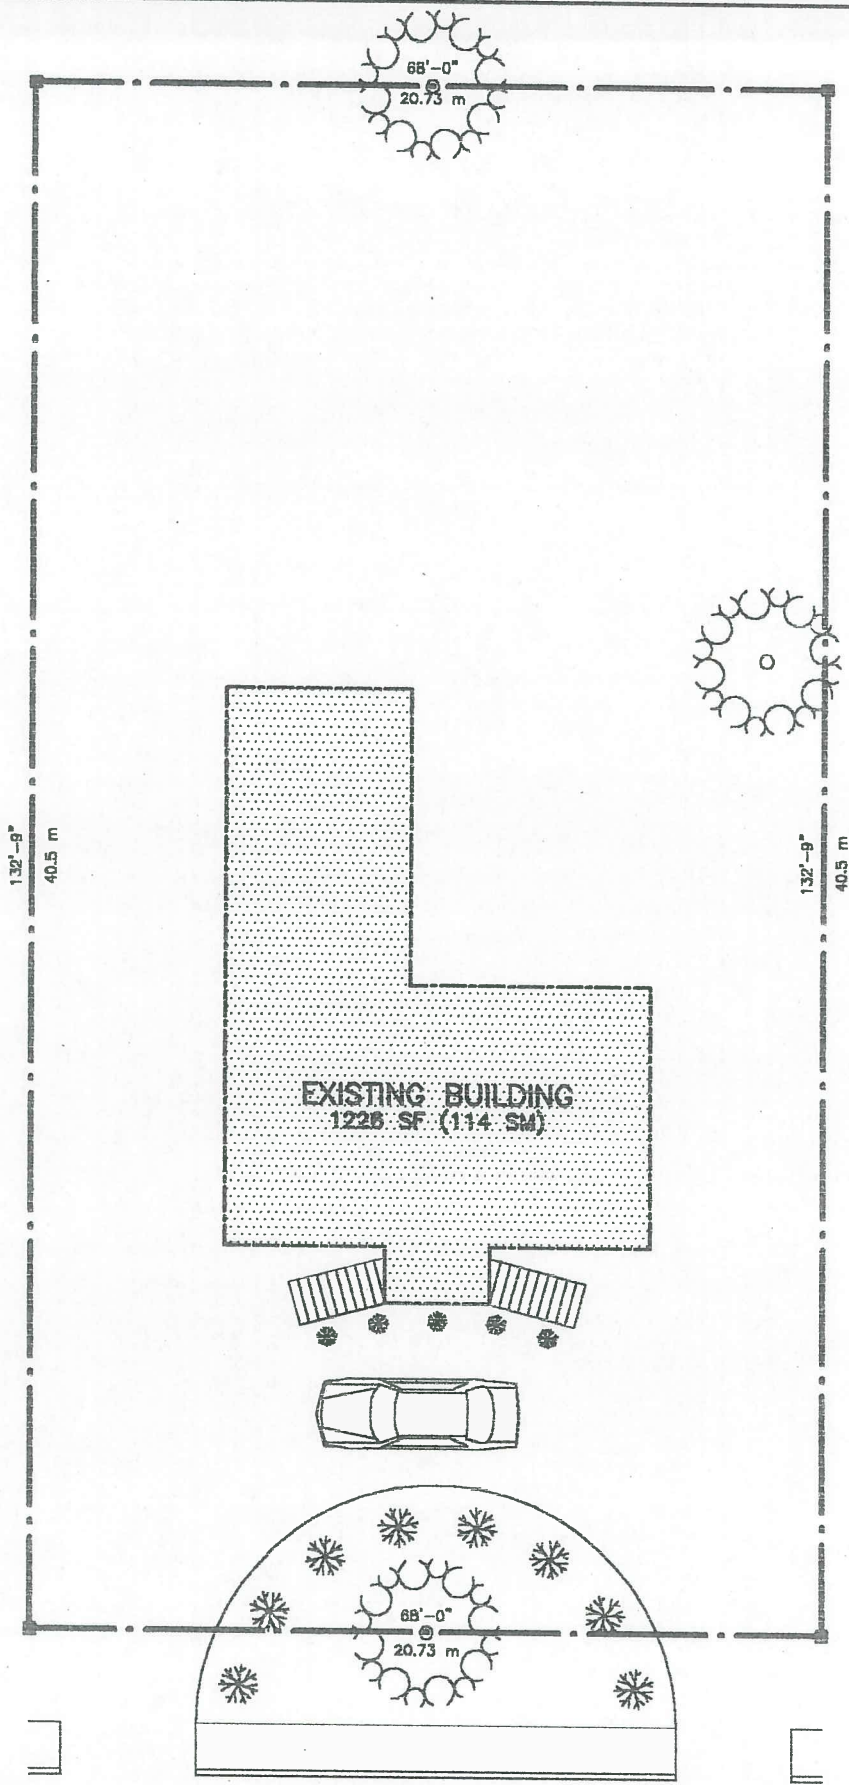 68'-0"
20.73 m
132'-9"
40.5 m
132'-9"
40.5 m
EXISTING BUILDING
1226 SF (114 SM)
68'-0"
20.73 m